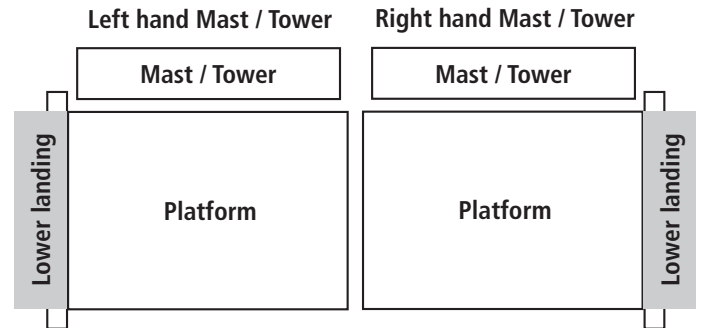 Left hand Mast / Tower
Right hand Mast / Tower
Mast / Tower
Mast / Tower
Lower landing
Platform
Platform
Lower landing